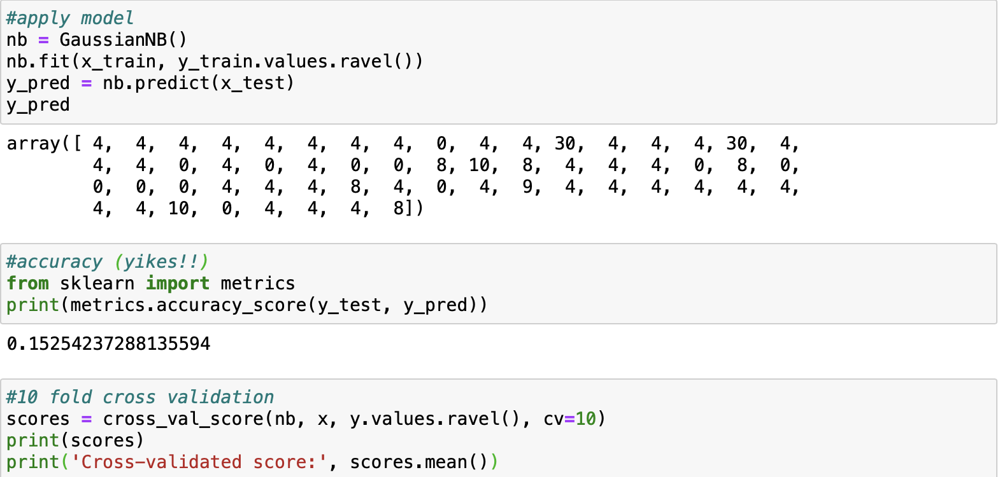 #apply model
nb = GaussianNB()
nb.fit(x_train, y_train.values.ravel())
y_pred = nb.predict(x_test)
y_pred
array([ 4,  4,  4,  4,  4,  4,  4,  4,  0,  4,  4, 30,  4,  4,  4, 30,  4,
        4,  4,  0,  4,  0,  4,  0,  0,  8, 10,  8,  4,  4,  4,  0,  8,  0,
        0,  0,  0,  4,  4,  4,  8,  4,  0,  4,  9,  4,  4,  4,  4,  4,  4,
        4,  4, 10,  0,  4,  4,  4,  8])
#accuracy (yikes!!)
from sklearn import metrics
print(metrics.accuracy_score(y_test, y_pred))
0.15254237288135594
#10 fold cross validation
scores = cross_val_score(nb, x, y.values.ravel(), cv=10)
print(scores)
print('Cross-validated score:', scores.mean())